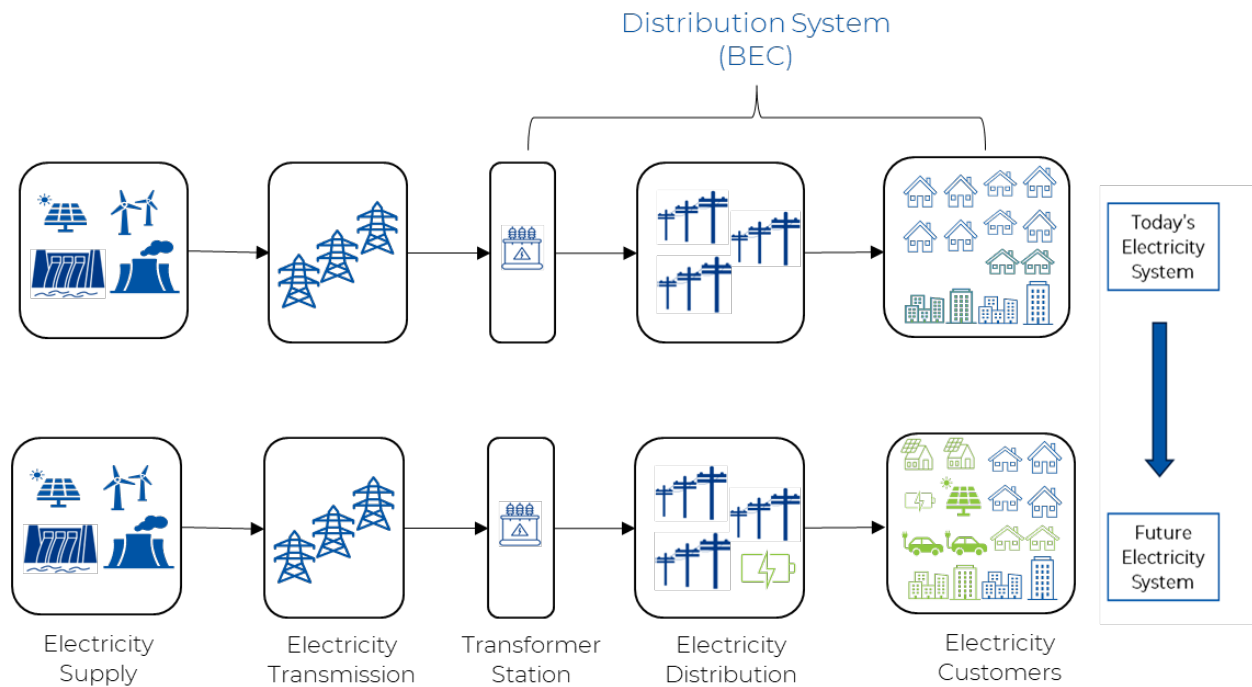 Distribution System
(BEC)
Today's
Electricity
System
Future
Electricity
System
Electricity
Supply
Electricity
Transmission
Transformer
Station
Electricity
Distribution
Electricity
Customers